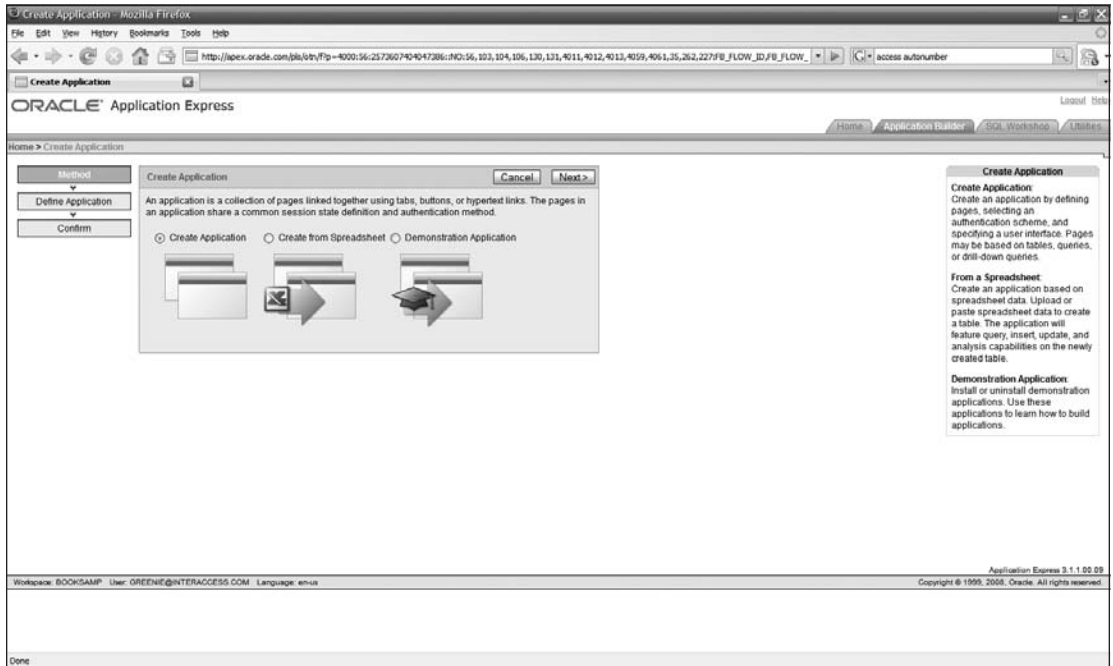 Create Application - Mozilla Firefox
File Edit View History Bookmarks Tools Help
http://apex.oracle.com/pls/otn/f?p=4000:56:2573607404047386::NO:56,103,104,106,130,131,4011,4012,4013,4059,4061,35,262,227:FB_FLOW_ID,FB_FLOW_
access autonumber
Create Application
ORACLE Application Express
Logout Help
Home Application Builder SQL Workshop Utilities
Home > Create Application
Method
Define Application
Confirm
Create Application
Cancel Next >
An application is a collection of pages linked together using tabs, buttons, or hypertext links. The pages in
an application share a common session state definition and authentication method.
Create Application Create from Spreadsheet Demonstration Application
Create Application
Create Application:
Create an application by defining
pages, selecting an
authentication scheme, and
specifying a user interface. Pages
may be based on tables, queries,
or drill-down queries.
From a Spreadsheet:
Create an application based on
spreadsheet data. Upload or
paste spreadsheet data to create
a table. The application will
feature query, insert, update, and
analysis capabilities on the newly
created table.
Demonstration Application:
Install or uninstall demonstration
applications. Use these
applications to learn how to build
applications.
Application Express 3.1.1.00.09
Workspace: BOOKSAMP User: GREENIE@INTERACCESS.COM Language: en-us
Copyright © 1999, 2008, Oracle. All rights reserved.
Done